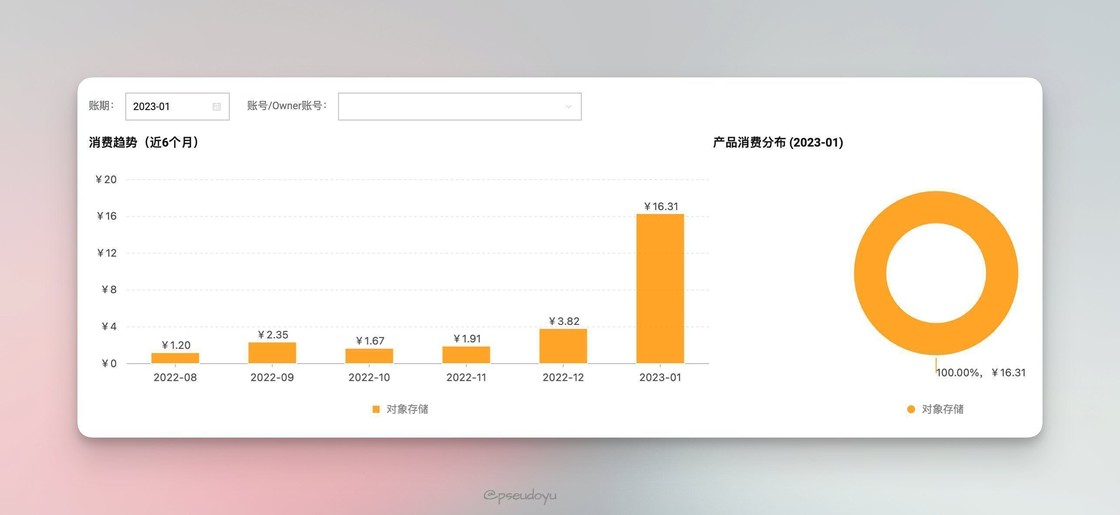 账期： 2023-01 账号/Owner账号：
消费趋势（近6个月）
¥20
¥16
¥12
¥8
¥4
¥0
¥1.20
¥2.35
¥1.67
¥1.91
¥3.82
¥16.31
2022-08 2022-09 2022-10 2022-11 2022-12 2023-01
对象存储
产品消费分布 (2023-01)
100.00%, ¥16.31
对象存储
@pseudoyu